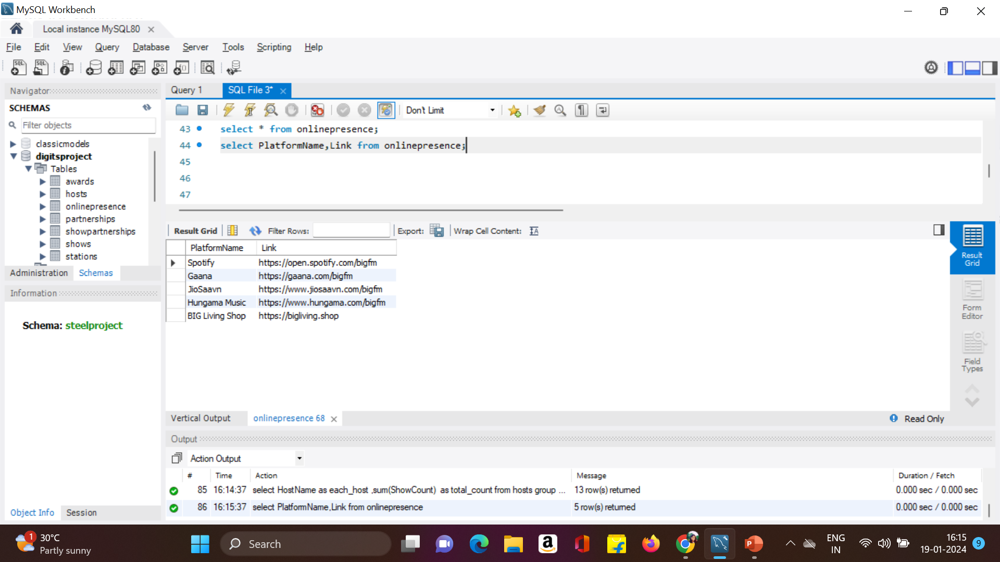 MySQL Workbench
Local instance MySQL80
File Edit View Query Database Server Tools Scripting Help
Navigator
SCHEMAS
Filter objects
classicmodels
digitsproject
Tables
awards
hosts
onlinepresence
partnerships
showpartnerships
shows
stations
Administration Schemas
Information
Schema: steelproject
Object Info Session
Query 1 SQL File 3*
Don't Limit
43 select * from onlinepresence;
44 select PlatformName,Link from onlinepresence;
45
46
47
Result Grid Filter Rows: Export: Wrap Cell Content:
PlatformName Link
Spotify https://open.spotify.com/bigfm
Gaana https://gaana.com/bigfm
JioSaavn https://www.jiosaavn.com/bigfm
Hungama Music https://www.hungama.com/bigfm
BIG Living Shop https://bigliving.shop
Result
Grid
Form
Editor
Field
Types
Vertical Output onlinepresence 68 Read Only
Output
Action Output
# Time Action Message Duration / Fetch
85 16:14:37 select HostName as each_host ,sum(ShowCount) as total_count from hosts group ... 13 row(s) returned 0.000 sec / 0.000 sec
86 16:15:37 select PlatformName,Link from onlinepresence 5 row(s) returned 0.000 sec / 0.000 sec
1 30°C
Partly sunny
Search
ENG
IN
16:15
19-01-2024
9